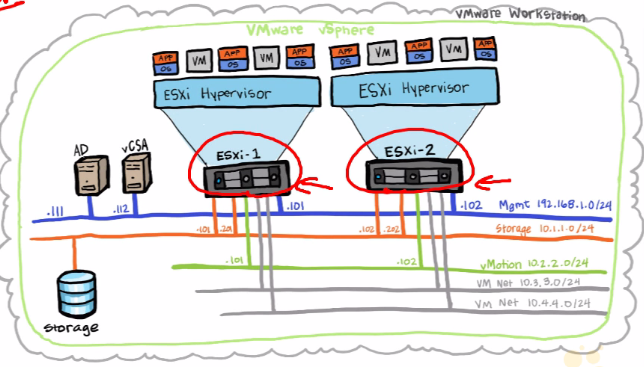 VMware Workstation
VMware vSphere
APP OS VM APP OS VM APP OS
APP OS VM APP OS VM APP OS
ESXi Hypervisor
ESXi Hypervisor
AD
vCSA
ESXi-1
ESXi-2
.111
.112
.101
.102
Mgmt 192.168.1.0/24
.101
.201
.102
.202
Storage 10.1.1.0/24
.101
.102
vMotion 10.2.2.0/24
VM Net 10.3.3.0/24
VM Net 10.4.4.0/24
Storage